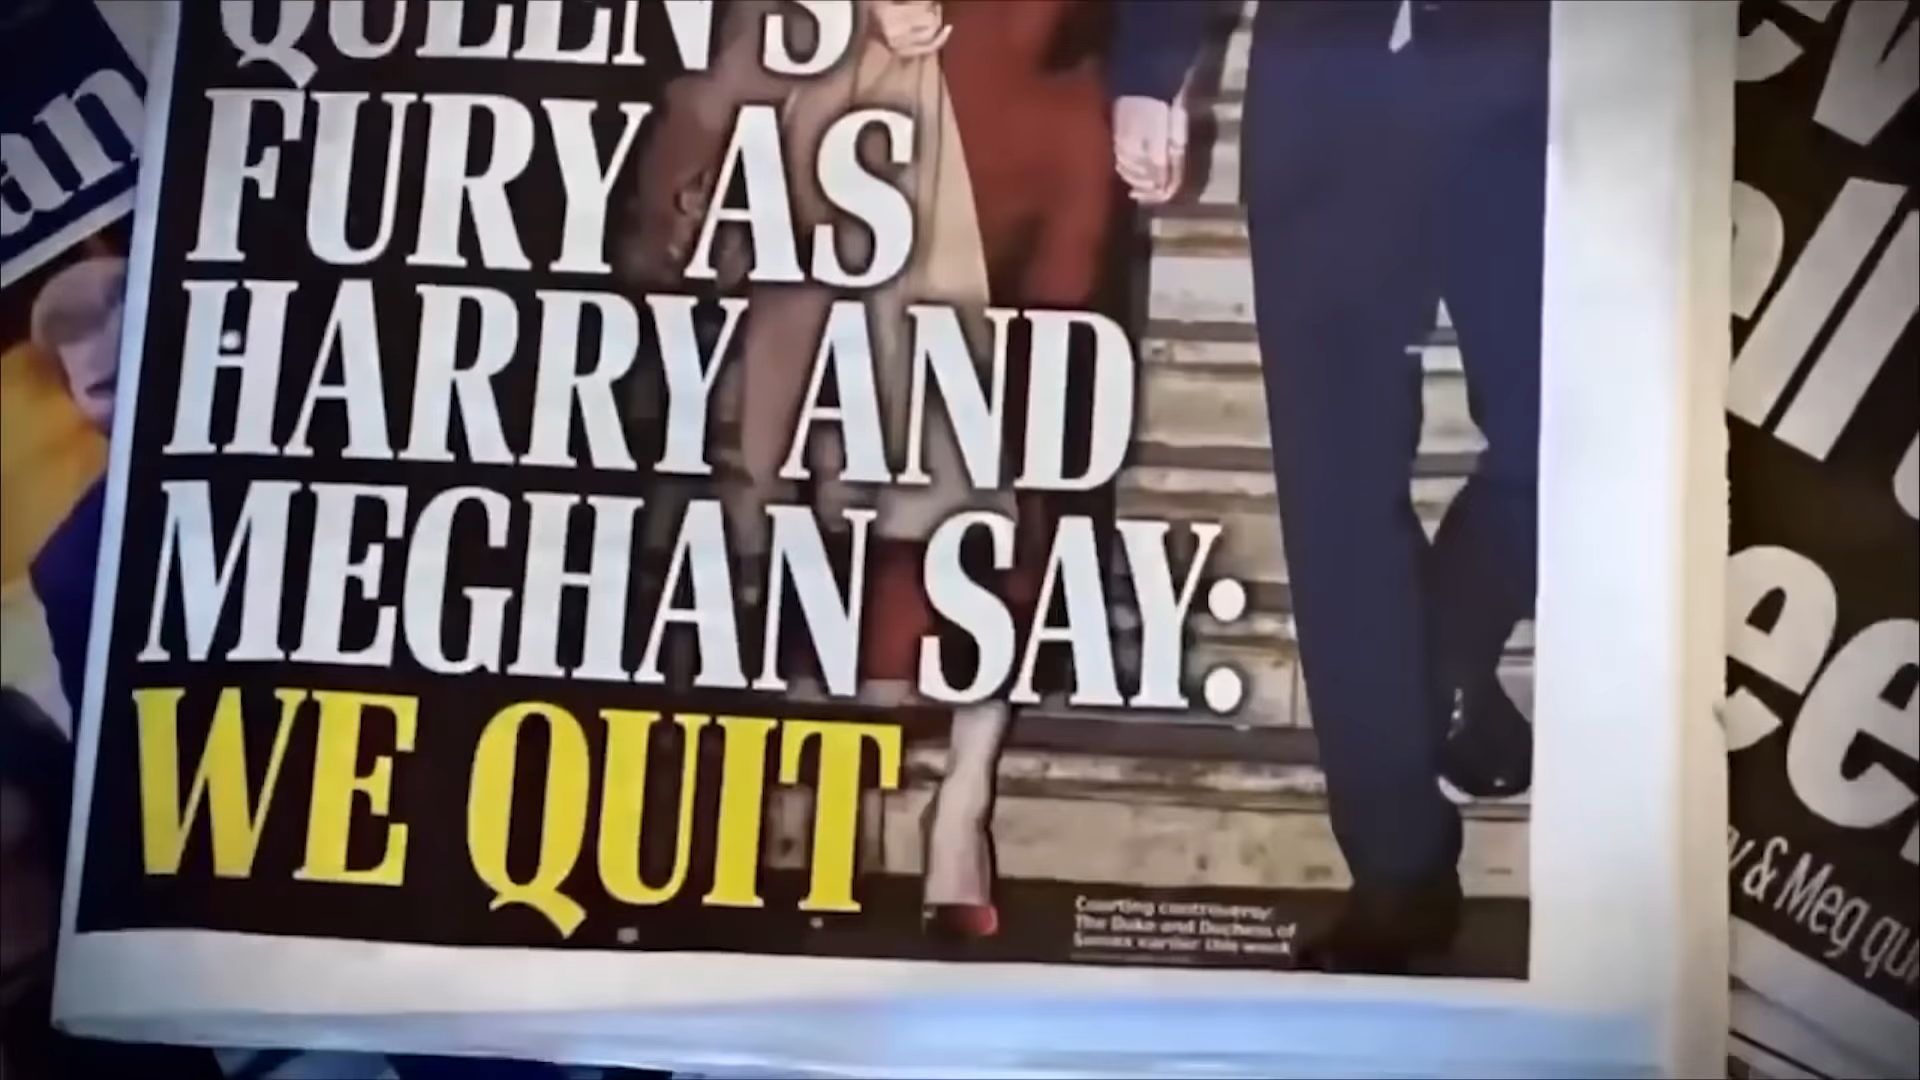 QUEEN'S
FURY AS
HARRY AND
MEGHAN SAY:
WE QUIT
Courting controversy:
The Duke and Duchess of
Sussex earlier this week
an
& Meg